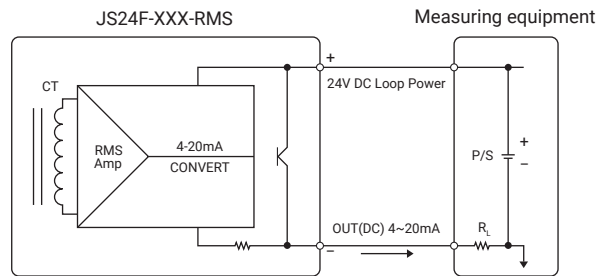 JS24F-XXX-RMS
Measuring equipment
+
24V DC Loop Power
CT
RMS
Amp
4-20mA
CONVERT
P/S
+
−
OUT(DC) 4~20mA
−
RL